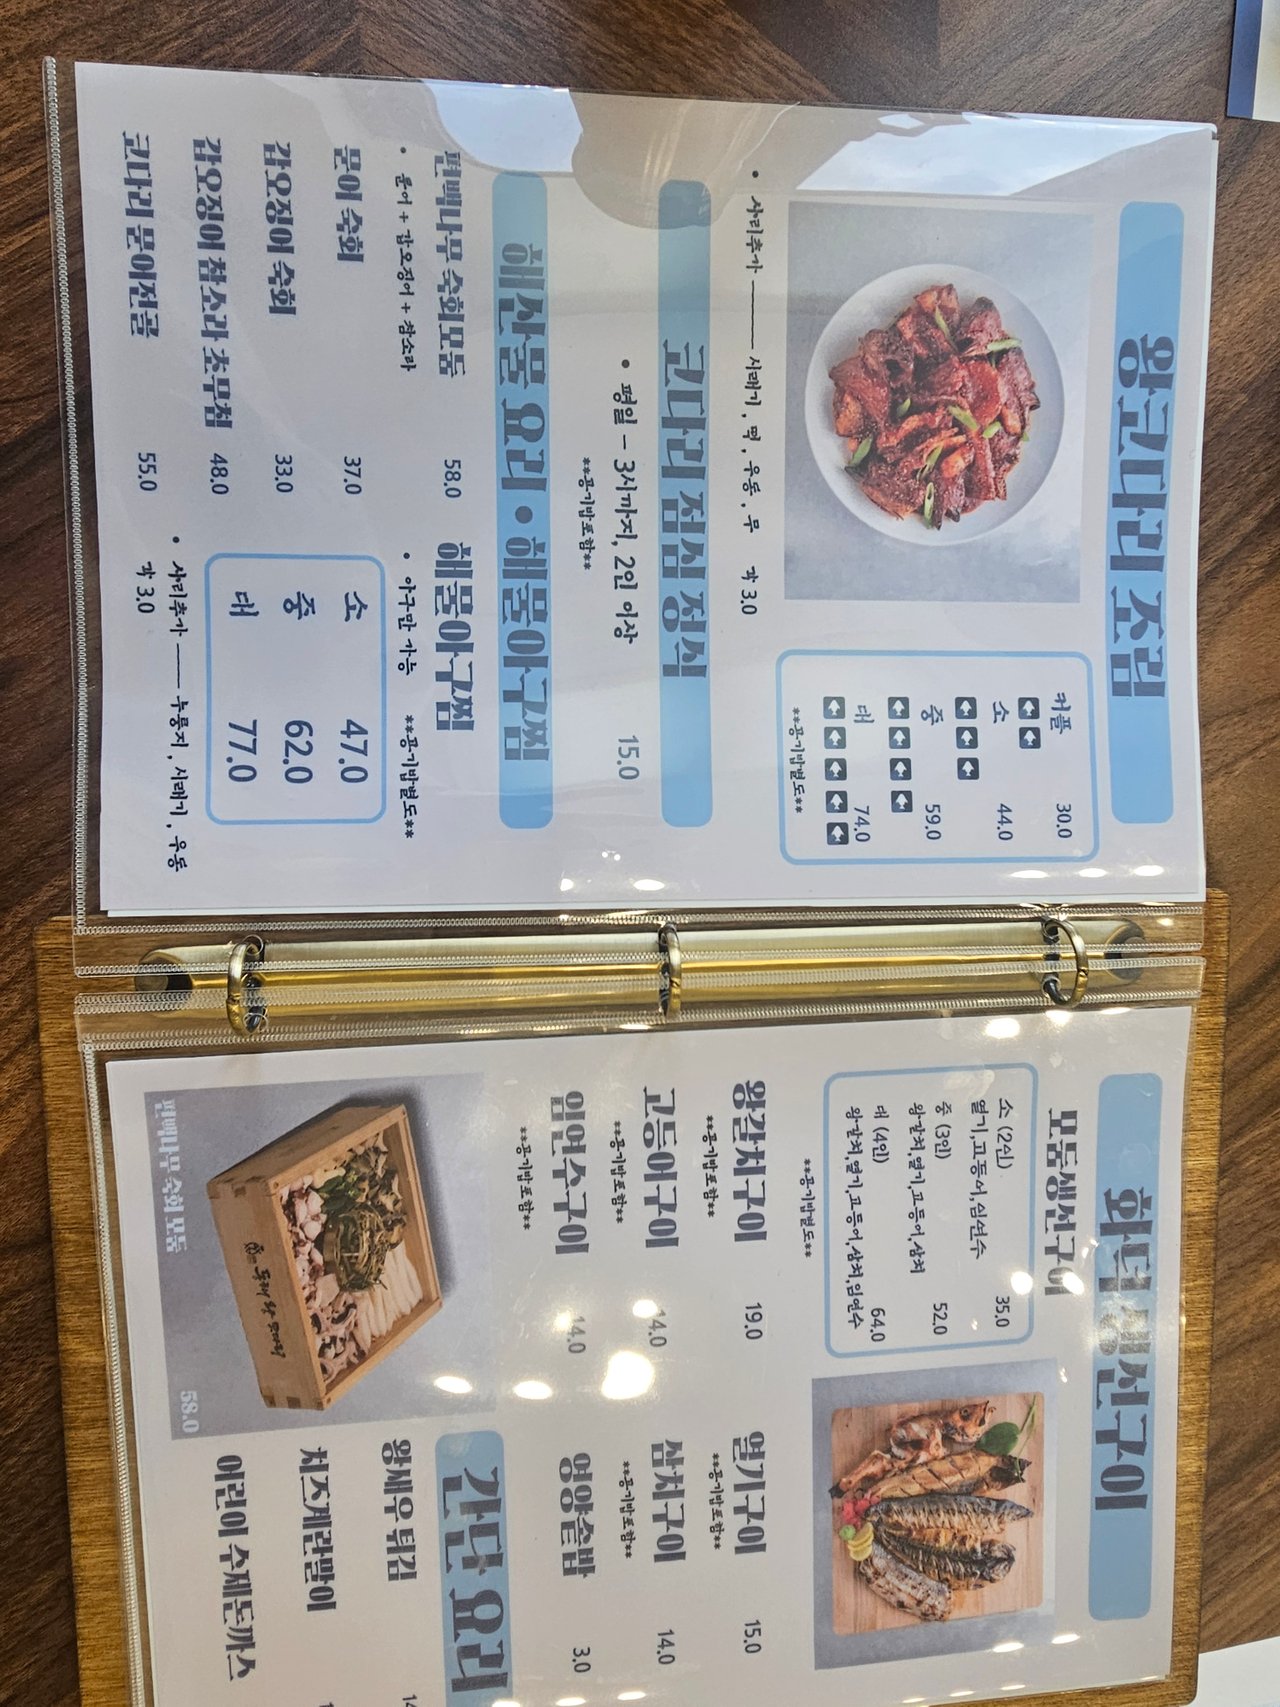 왕코다리 조림
커플 30.0
소 44.0
중 59.0
대 74.0
**공기밥별도**
• 사리추가 ——— 시래기, 떡, 우동, 무 각 3.0
코다리 점심 정식
• 평일 - 3시까지, 2인 이상 15.0
**공기밥포함**
해산물 요리 • 해물아구찜
편백나무 숙회모둠 58.0
• 문어 + 갑오징어 + 참소라
문어 숙회 37.0
갑오징어 숙회 33.0
갑오징어 참소라 초무침 48.0
코다리 문어전골 55.0
해물아구찜
• 아구만 가능 **공기밥별도**
소 47.0
중 62.0
대 77.0
• 사리추가 —— 누룽지, 시래기, 우동
각 3.0
화덕 생선구이
모둠생선구이
소 (2인)
열기,고등어,임연수 35.0
중 (3인)
왕갈치,열기,고등어,삼치 52.0
대 (4인) 64.0
왕갈치,열기,고등어,삼치,임연수
**공기밥별도**
왕갈치구이 19.0
**공기밥포함**
고등어구이 14.0
**공기밥포함**
임연수구이 14.0
**공기밥포함**
열기구이 15.0
**공기밥포함**
삼치구이 14.0
**공기밥포함**
영양솥밥 3.0
편백나무 숙회 모둠
58.0
간단 요리
왕새우 튀김
치즈계란말이
어린이 수제돈까스